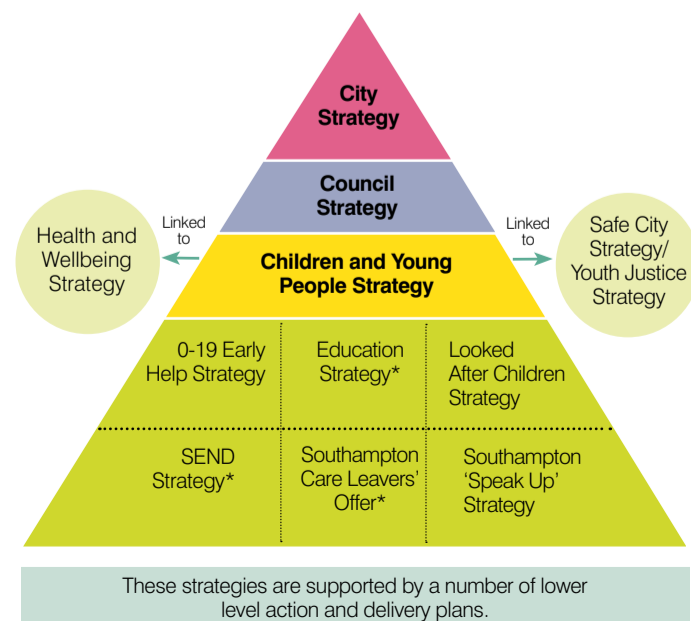 City
Strategy
Council
Strategy
Health and
Wellbeing
Strategy
Linked
to
Children and Young
People Strategy
Linked
to
Safe City
Strategy/
Youth Justice
Strategy
0-19 Early
Help Strategy
Education
Strategy*
Looked
After Children
Strategy
SEND
Strategy*
Southampton
Care Leavers’
Offer*
Southampton
‘Speak Up’
Strategy
These strategies are supported by a number of lower
level action and delivery plans.